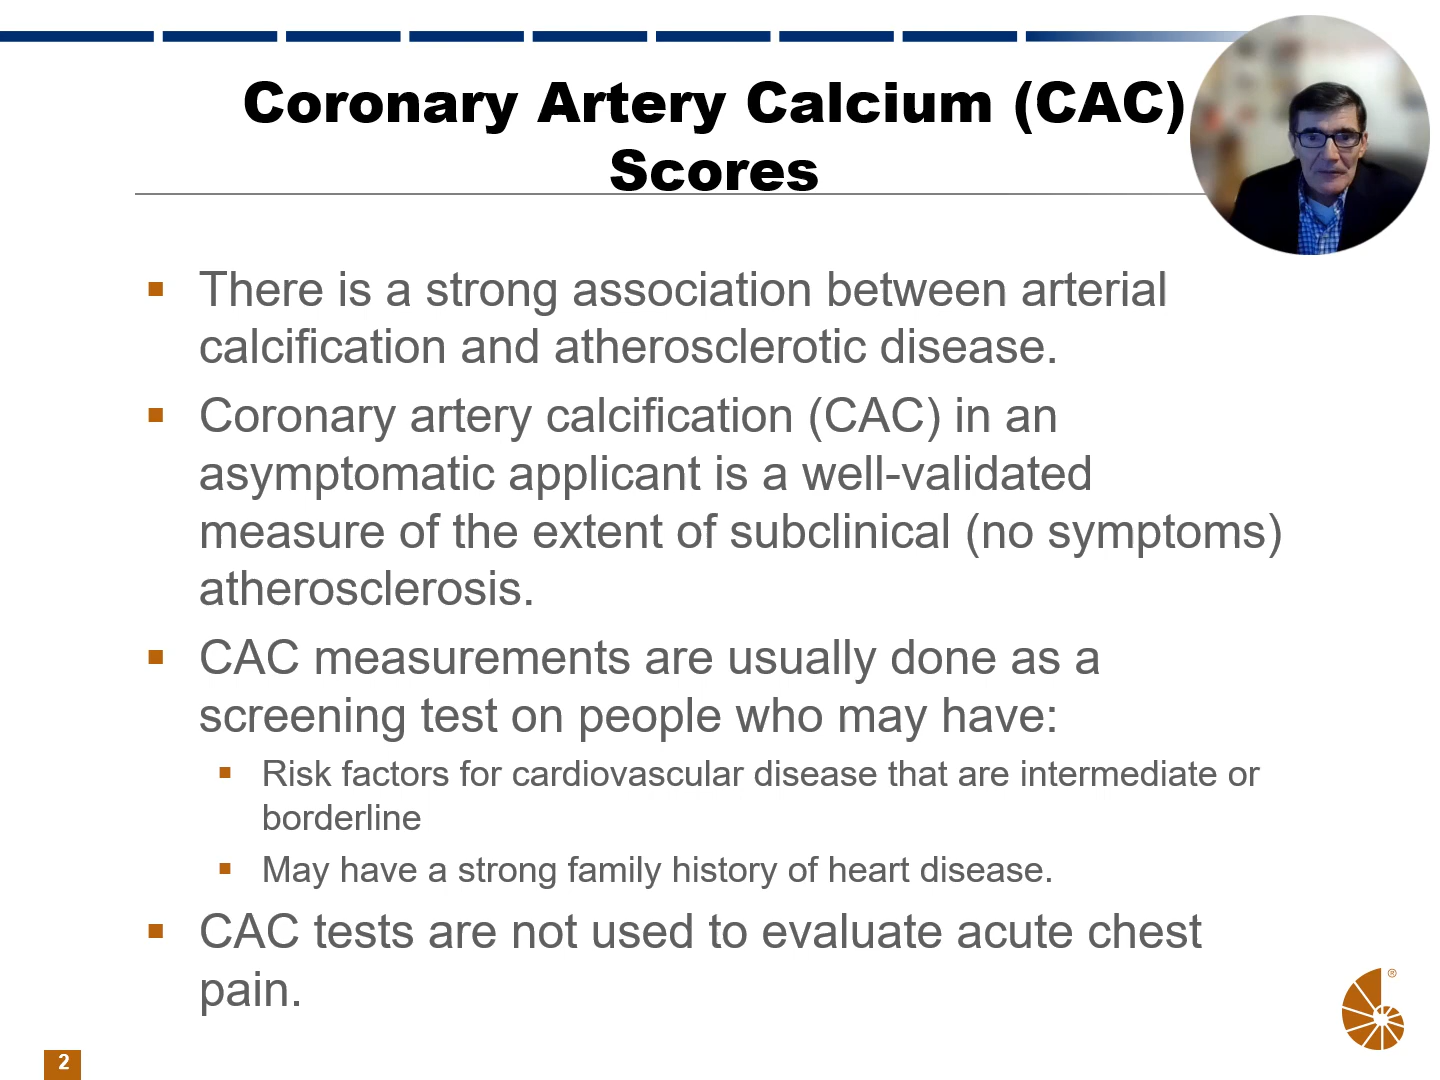 Coronary Artery Calcium (CAC)
Scores
There is a strong association between arterial
calcification and atherosclerotic disease.
Coronary artery calcification (CAC) in an
asymptomatic applicant is a well-validated
measure of the extent of subclinical (no symptoms)
atherosclerosis.
CAC measurements are usually done as a
screening test on people who may have:
Risk factors for cardiovascular disease that are intermediate or
borderline
May have a strong family history of heart disease.
CAC tests are not used to evaluate acute chest
pain.
®
2